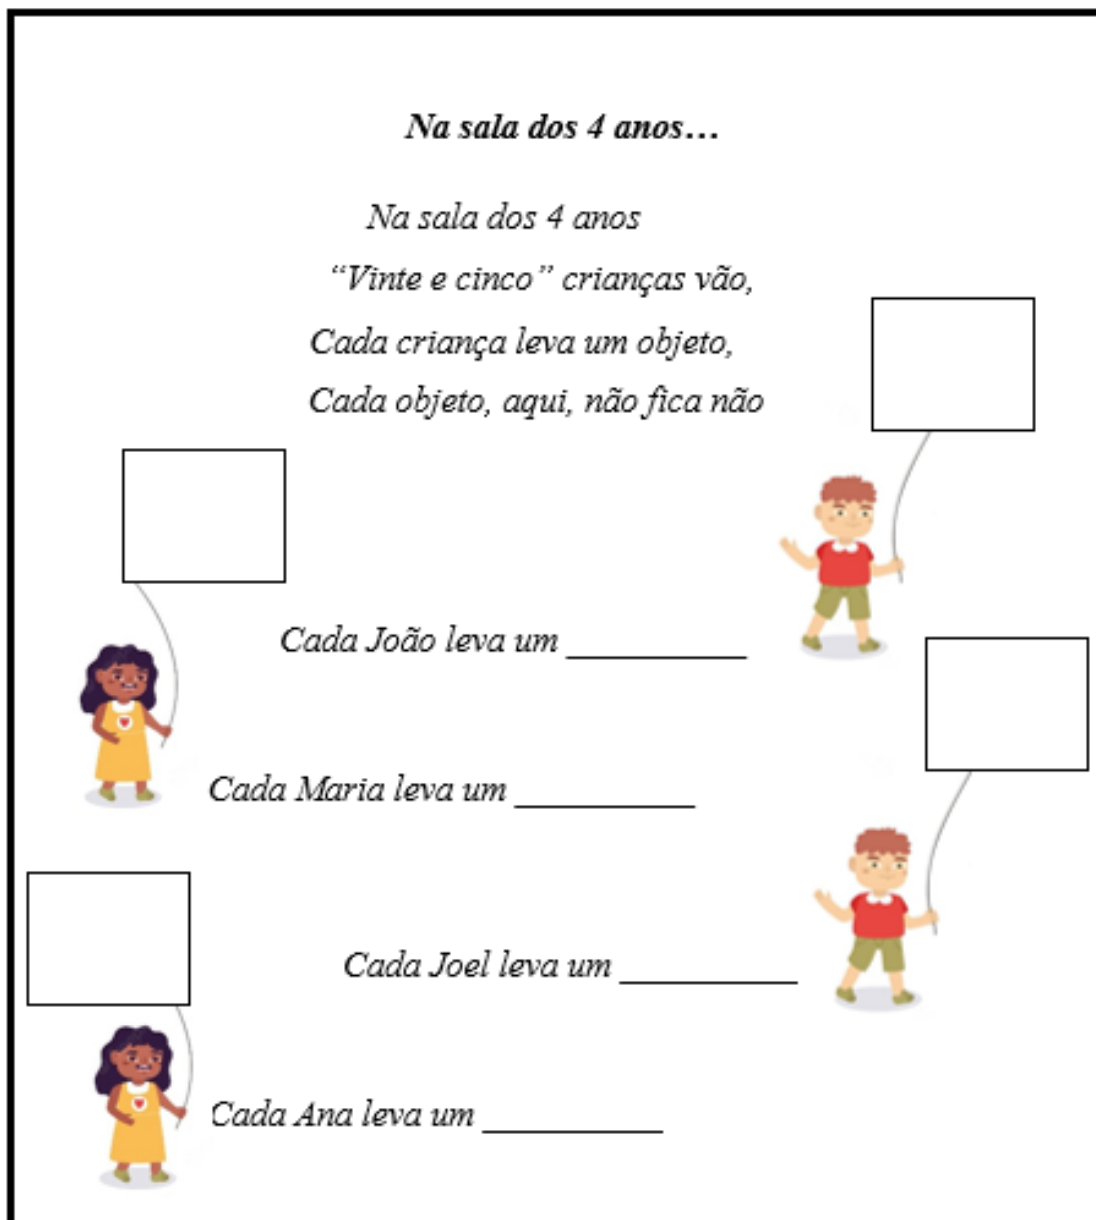 Na sala dos 4 anos...
Na sala dos 4 anos
“Vinte e cinco” crianças vão,
Cada criança leva um objeto,
Cada objeto, aqui, não fica não
Cada João leva um __________
Cada Maria leva um __________
Cada Joel leva um __________
Cada Ana leva um __________